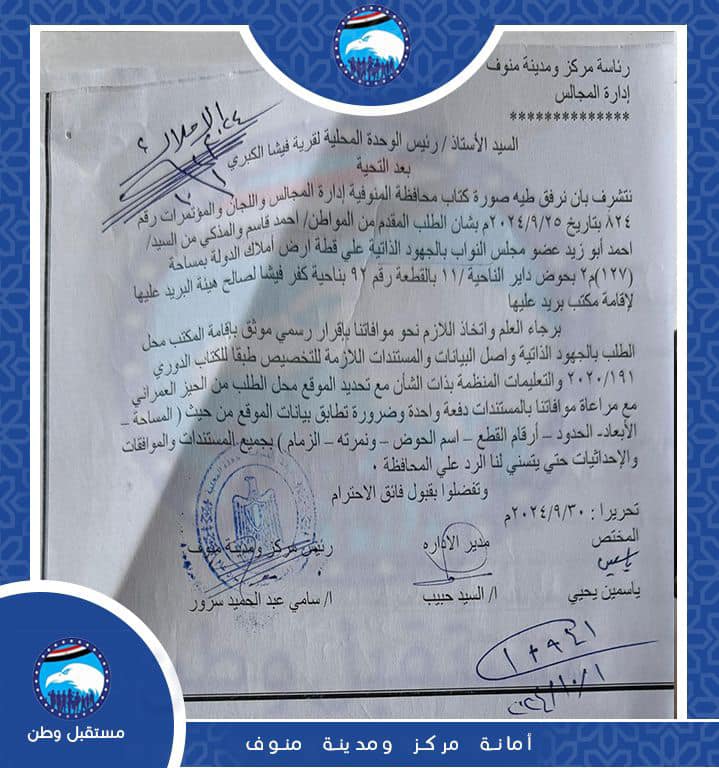 رئاسة مركز ومدينة منوف
إدارة المجالس
**************
السيد الأستاذ / رئيس الوحدة المحلية لقرية فيشا الكبري
بعد التحية
نتشرف بان نرفق طيه صورة كتاب محافظة المنوفية إدارة المجالس واللجان والمؤتمرات رقم
٨٢٤ بتاريخ ٢٠٢٤/٩/٢٥م بشان الطلب المقدم من المواطن/ احمد قاسم والمذكي من السيد/
احمد أبو زيد عضو مجلس النواب بالجهود الذاتية علي قطة ارض أملاك الدولة بمساحة
(١٢٧)م٢ بحوض داير الناحية /١١ بالقطعة رقم ٩٢ بناحية كفر فيشا لصالح هيئة البريد عليها
لإقامة مكتب بريد عليها
برجاء العلم واتخاذ اللازم نحو موافاتنا بإقرار رسمي موثق بإقامة المكتب محل
الطلب بالجهود الذاتية واصل البيانات والمستندات اللازمة للتخصيص طبقا للكتاب الدوري
٢٠٢٠/١٩١ والتعليمات المنظمة بذات الشأن مع تحديد الموقع محل الطلب من الحيز العمراني
مع مراعاة موافاتنا بالمستندات دفعة واحدة وضرورة تطابق بيانات الموقع من حيث ( المساحة –
الأبعاد- الحدود – أرقام القطع – اسم الحوض – ونمرته – الزمام ) بجميع المستندات والموافقات
والإحداثيات حتي يتسني لنا الرد علي المحافظة ٠
وتفضلوا بقبول فائق الاحترام
تحريرا : ٢٠٢٤/٩/٣٠م
المختص
مدير الاداره
رئيس مركز ومدينة منوف
ياسمين
ياسمين يحيي
ا/ السيد حبيب
ا/ سامي عبد الحميد سرور
٢٠٢٤/١٠/١
مستقبل وطن
أمانة مركز ومدينة منوف